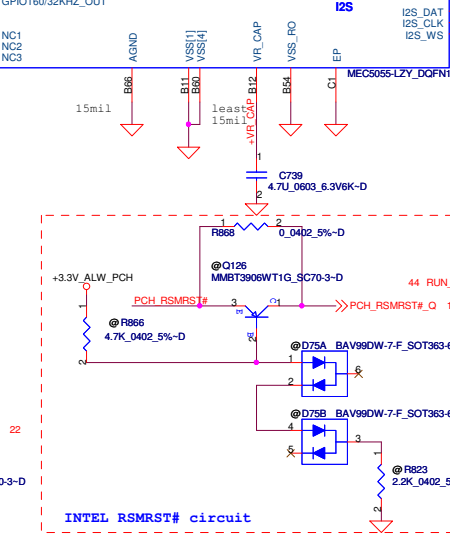 GPIO160/32KHZ_OUT
I2S
I2S_DAT
I2S_CLK
I2S_WS
NC1
NC2
NC3
AGND
VSS[1]
VSS[4]
VR_CAP
VSS_RO
EP
MEC5055-LZY_DQFN1
B66
B11
B60
B12
B54
C1
15mil
least
15mil
+VR_CAP
1
C739
4.7U_0603_6.3V6K~D
2
1
2
R868
0_0402_5%~D
@Q126
MMBT3906WT1G_SC70-3~D
+3.3V_ALW_PCH
44 RUN_
PCH_RSMRST#
3
C
1
PCH_RSMRST#_Q
E
B
2
1
@R866
4.7K_0402_5%~D
2
@D75A BAV99DW-7-F_SOT363-6
1
6
2
@D75B BAV99DW-7-F_SOT363-6
4
3
5
22
0-3~D
1
@R823
2.2K_0402_5
2
INTEL RSMRST# circuit